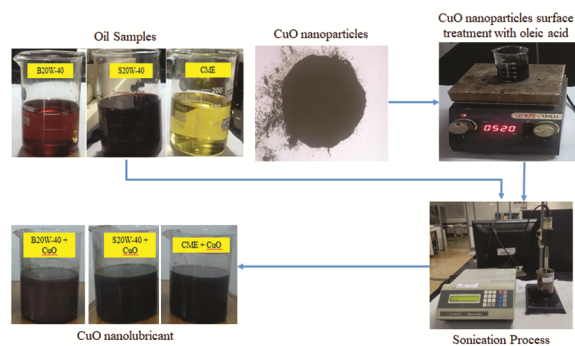 Oil Samples
B20W-40
S20W-40
CME
200
CuO nanoparticles
CuO nanoparticles surface
treatment with oleic acid
0520
B20W-40 +
CuO
S20W-40 +
CuO
CME + CuO
CuO nanolubricant
Sonication Process